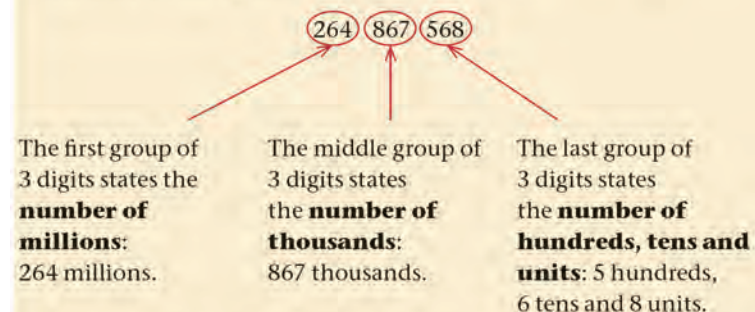 264 867 568
The first group of
3 digits states the
number of
millions:
264 millions.
The middle group of
3 digits states
the number of
thousands:
867 thousands.
The last group of
3 digits states
the number of
hundreds, tens and
units: 5 hundreds,
6 tens and 8 units.